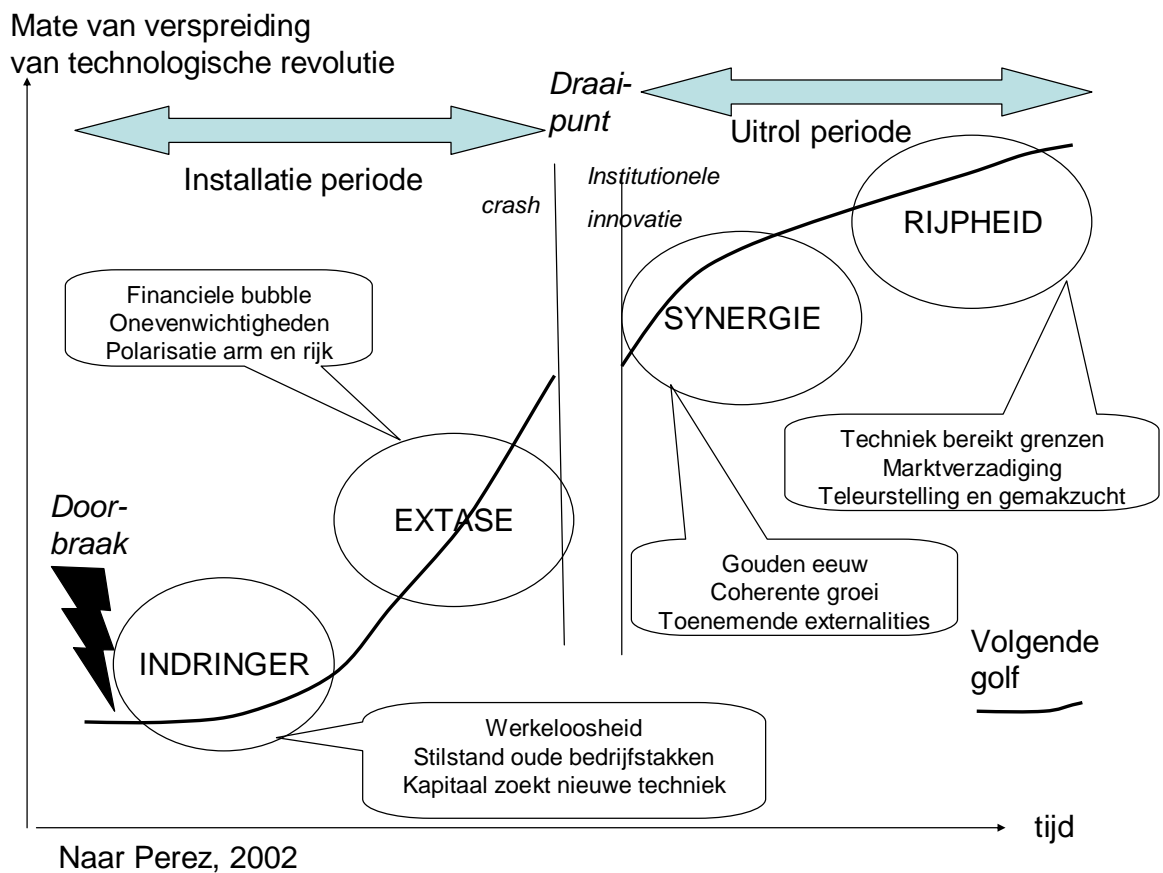 Mate van verspreiding
van technologische revolutie
Draai-
punt
Installatie periode
Uitrol periode
crash
Institutionele
innovatie
RIJPHEID
Financiele bubble
Onevenwichtigheden
Polarisatie arm en rijk
SYNERGIE
Techniek bereikt grenzen
Marktverzadiging
Teleurstelling en gemakzucht
Door-
braak
EXTASE
Gouden eeuw
Coherente groei
Toenemende externalities
INDRINGER
Volgende
golf
Werkeloosheid
Stilstand oude bedrijfstakken
Kapitaal zoekt nieuwe techniek
tijd
Naar Perez, 2002